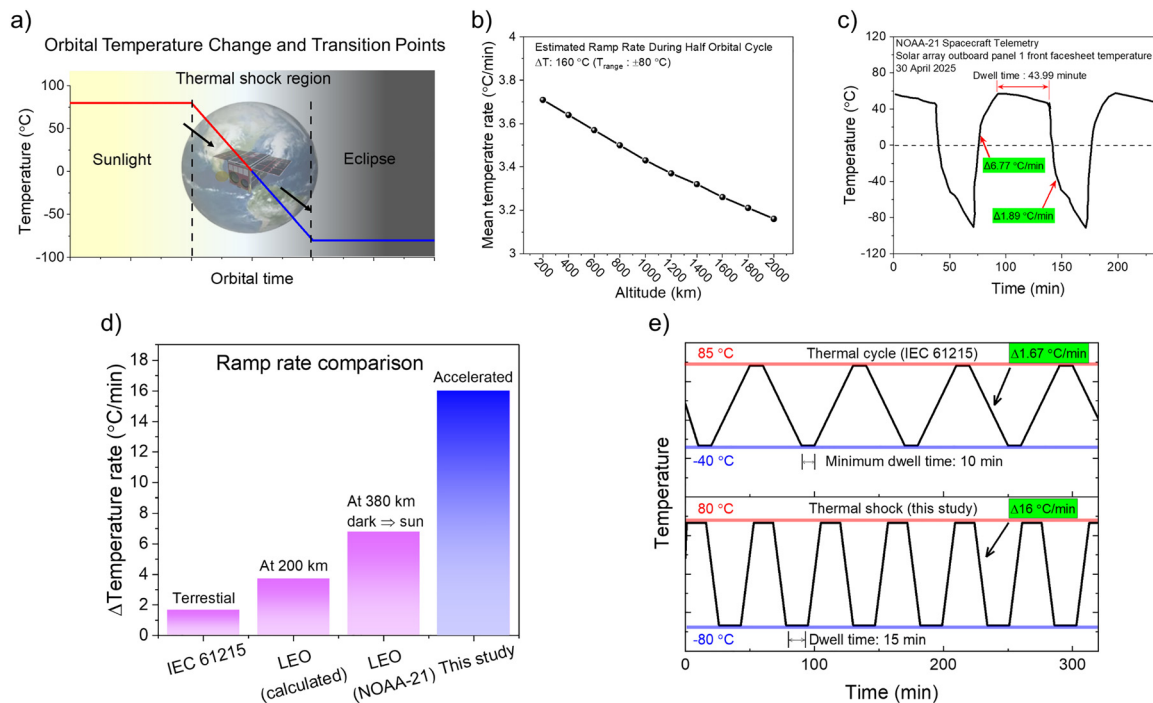 a)
Orbital Temperature Change and Transition Points
Thermal shock region
Temperature (°C)
100
50
0
-50
-100
Sunlight
Eclipse
Orbital time
b)
Estimated Ramp Rate During Half Orbital Cycle
ΔT: 160 °C (Trange : ±80 °C)
Mean temperatre rate (°C/min)
4
3.8
3.6
3.4
3.2
3
200
400
600
800
1000
1200
1400
1600
1800
2000
Altitude (km)
c)
NOAA-21 Spacecraft Telemetry
Solar array outboard panel 1 front facesheet temperature
30 April 2025
Dwell time : 43.99 minute
Temperature (°C)
120
80
40
0
-40
-80
-120
Δ6.77 °C/min
Δ1.89 °C/min
0
50
100
150
200
Time (min)
d)
Ramp rate comparison
ΔTemperature rate (°C/min)
18
16
14
12
10
8
6
4
2
0
Terrestial
At 200 km
At 380 km
dark ⇒ sun
Accelerated
IEC 61215
LEO
(calculated)
LEO
(NOAA-21)
This study
e)
Temperature
85 °C
Thermal cycle (IEC 61215)
Δ1.67 °C/min
-40 °C
Minimum dwell time: 10 min
80 °C
Thermal shock (this study)
Δ16 °C/min
-80 °C
Dwell time: 15 min
0
100
200
300
Time (min)